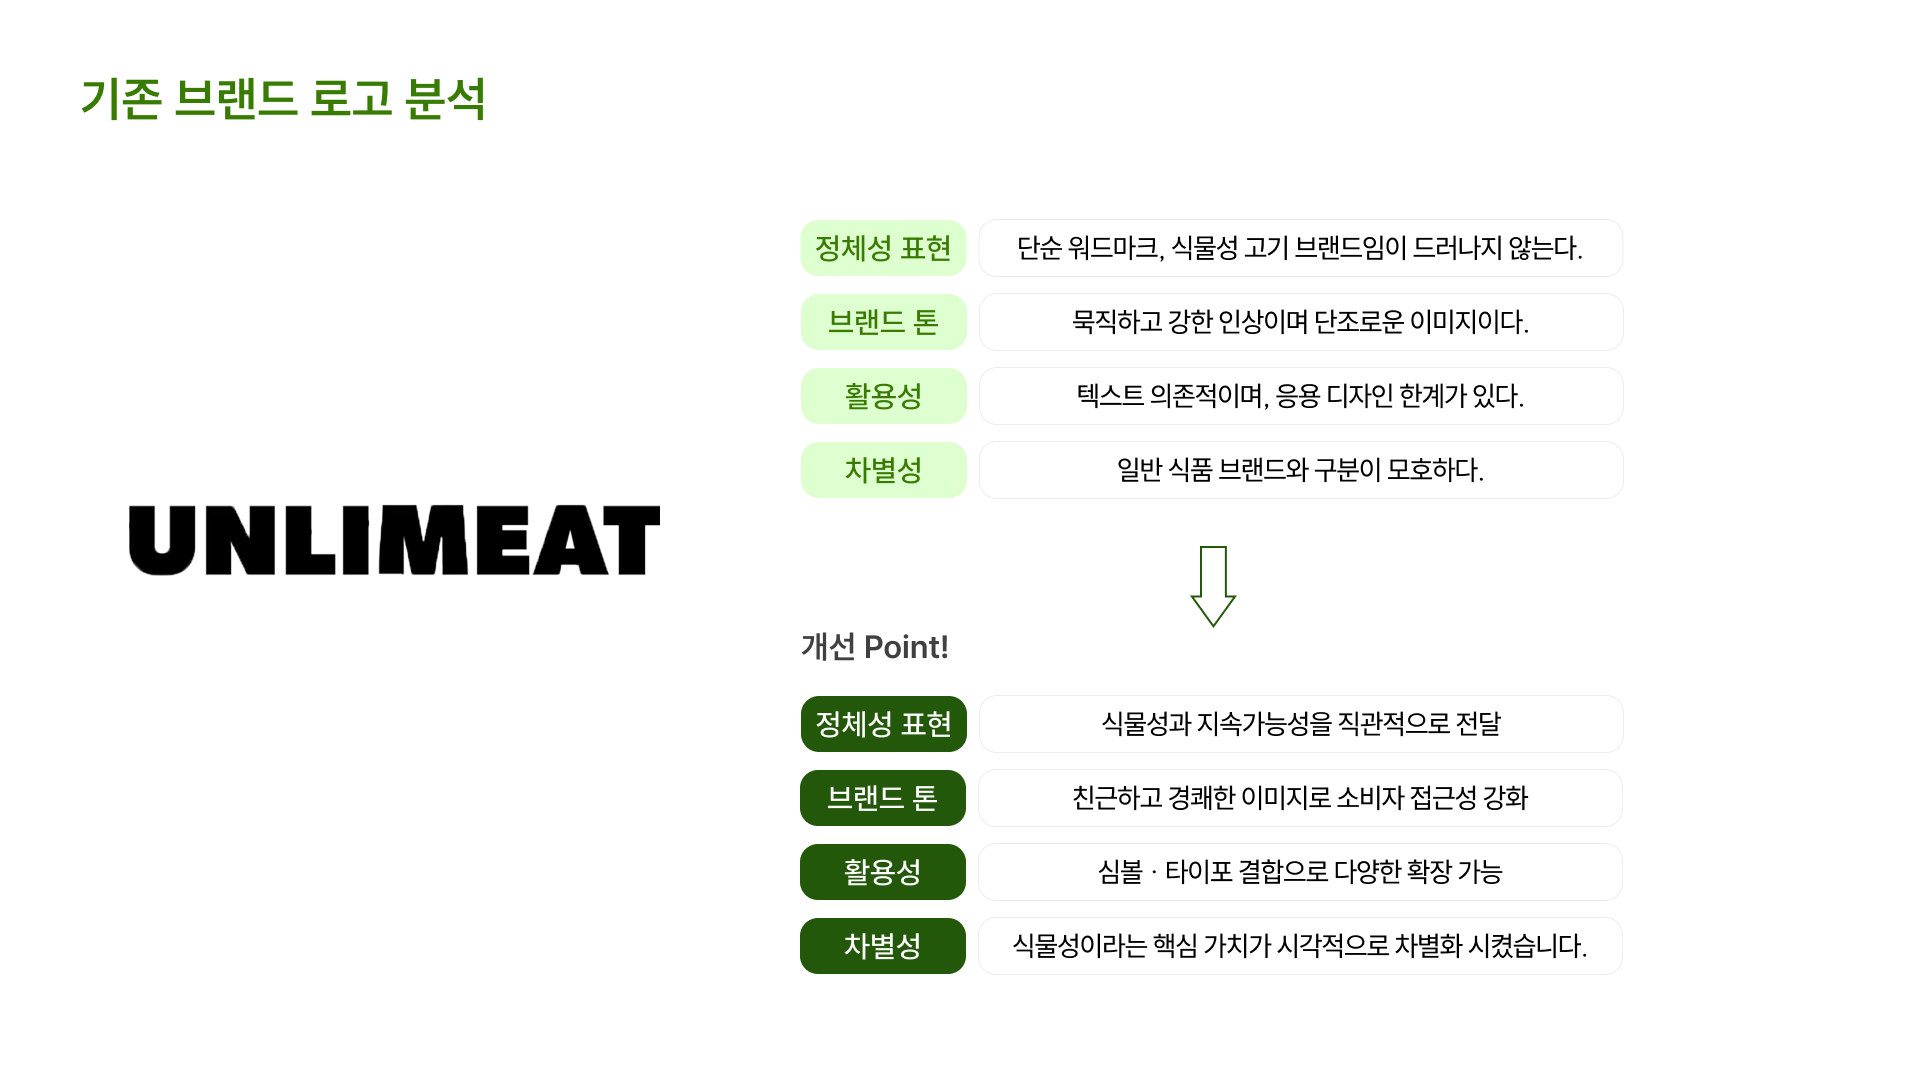 기존 브랜드 로고 분석
UNLIMEAT
정체성 표현 단순 워드마크, 식물성 고기 브랜드임이 드러나지 않는다.
브랜드 톤 묵직하고 강한 인상이며 단조로운 이미지이다.
활용성 텍스트 의존적이며, 응용 디자인 한계가 있다.
차별성 일반 식품 브랜드와 구분이 모호하다.
개선 Point!
정체성 표현 식물성과 지속가능성을 직관적으로 전달
브랜드 톤 친근하고 경쾌한 이미지로 소비자 접근성 강화
활용성 심볼 · 타이포 결합으로 다양한 확장 가능
차별성 식물성이라는 핵심 가치가 시각적으로 차별화 시켰습니다.